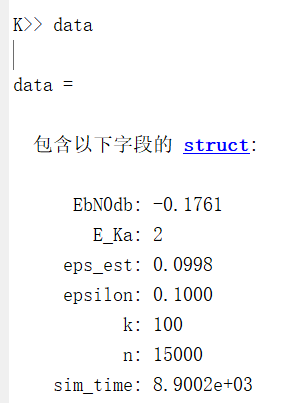 K>> data
data =
包含以下字段的 struct:
EbN0db: -0.1761
E_Ka: 2
eps_est: 0.0998
epsilon: 0.1000
k: 100
n: 15000
sim_time: 8.9002e+03